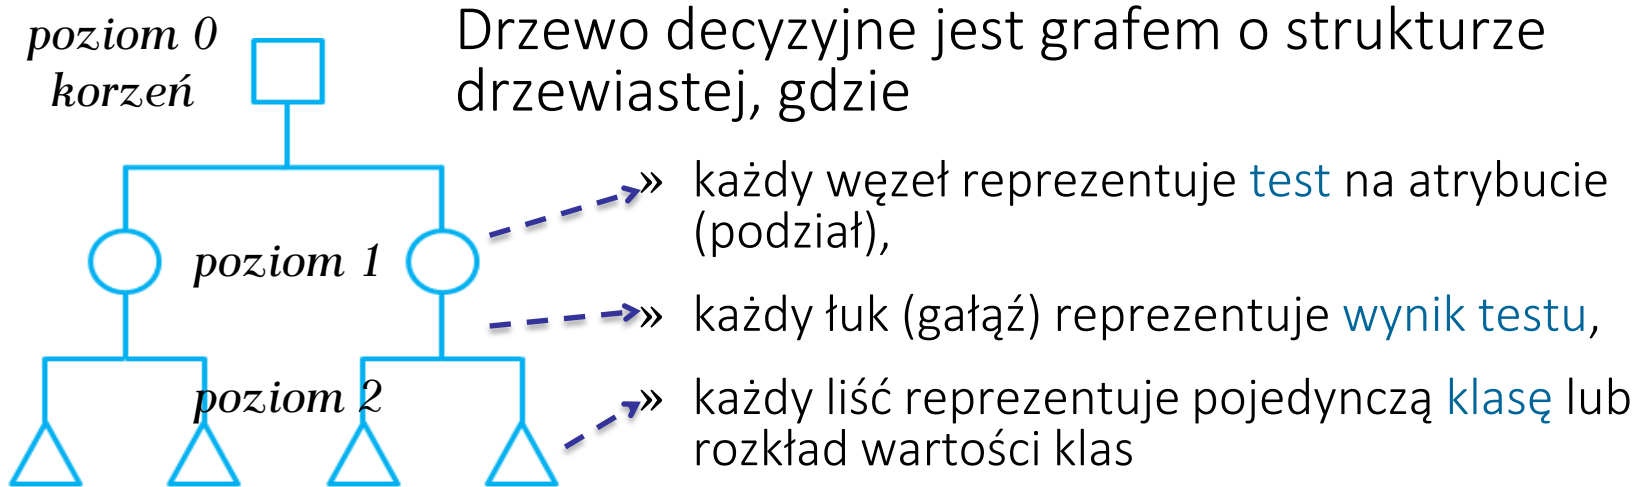 poziom 0
korzeń
Drzewo decyzyjne jest grafem o strukturze
drzewiastej, gdzie
» każdy węzeł reprezentuje test na atrybucie
(podział),
poziom 1
» każdy łuk (gałąź) reprezentuje wynik testu,
poziom 2
» każdy liść reprezentuje pojedynczą klasę lub
rozkład wartości klas